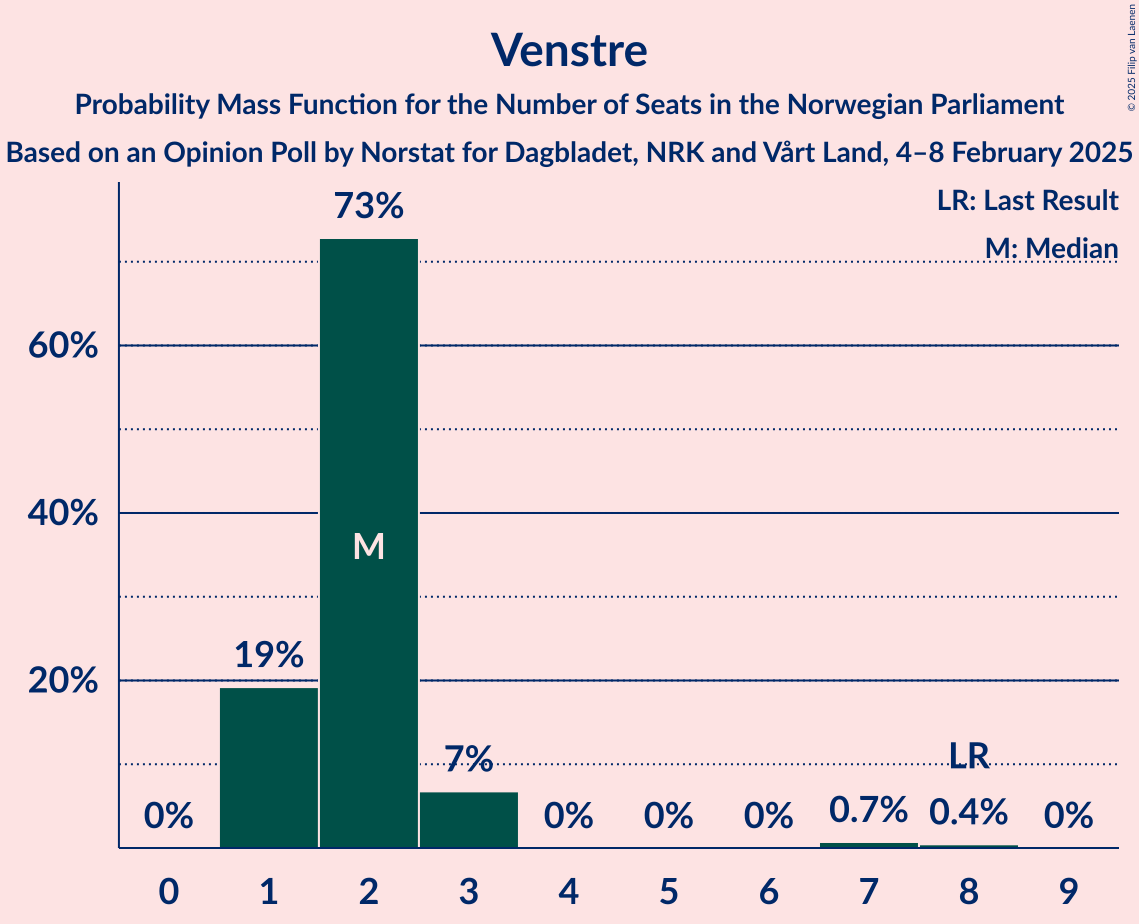 © 2025 Filip van Laenen
Venstre
Probability Mass Function for the Number of Seats in the Norwegian Parliament
Based on an Opinion Poll by Norstat for Dagbladet, NRK and Vårt Land, 4–8 February 2025
LR: Last Result
M: Median
73%
60%
40%
M
19%
20%
7%
LR
0%
0%
0%
0%
0.7%
0.4%
0%
0 1 2 3 4 5 6 7 8 9